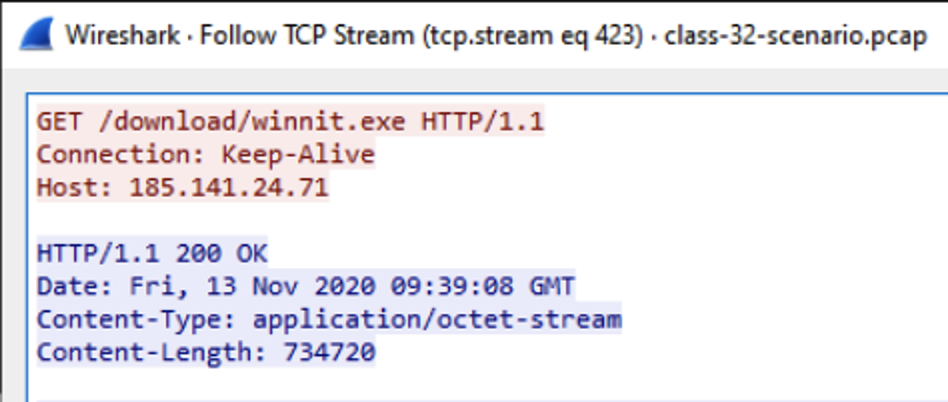 Wireshark · Follow TCP Stream (tcp.stream eq 423) · class-32-scenario.pcap
GET /download/winnit.exe HTTP/1.1
Connection: Keep-Alive
Host: 185.141.24.71
HTTP/1.1 200 OK
Date: Fri, 13 Nov 2020 09:39:08 GMT
Content-Type: application/octet-stream
Content-Length: 734720